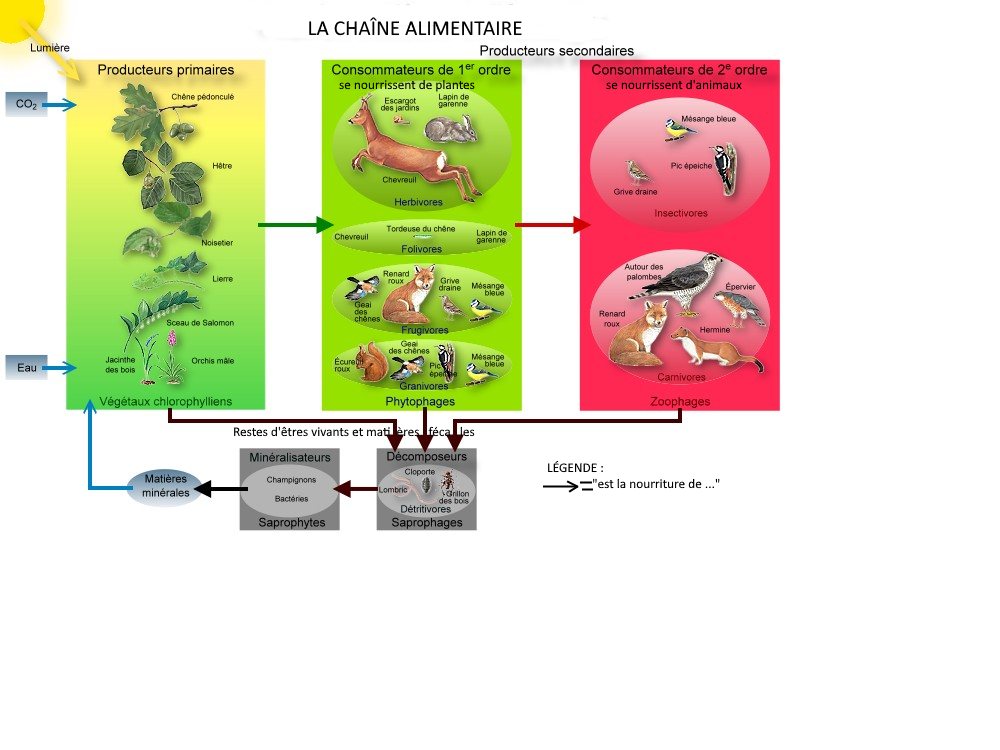 LA CHAÎNE ALIMENTAIRE
Lumière
Producteurs secondaires
Producteurs primaires
CO2
Chêne pédonculé
Hêtre
Noisetier
Lierre
Sceau de Salomon
Jacinthe
des bois
Orchis mâle
Eau
Végétaux chlorophylliens
Consommateurs de 1er ordre
se nourrissent de plantes
Escargot
des jardins
Lapin de
garenne
Chevreuil
Herbivores
Chevreuil
Tordeuse du chêne
Lapin de
garenne
Folivores
Renard
roux
Grive
draine
Mésange
bleue
Geai
des
chênes
Frugivores
Écureuil
roux
Geai
des chênes
Pic
épeiche
Mésange
bleue
Granivores
Phytophages
Consommateurs de 2e ordre
se nourrissent d'animaux
Mésange bleue
Pic épeiche
Grive draine
Insectivores
Autour des
palombes
Épervier
Renard
roux
Hermine
Carnivores
Zoophages
Restes d'êtres vivants et matières fécales
Matières
minérales
Minéralisateurs
Champignons
Bactéries
Saprophytes
Décomposeurs
Cloporte
Lombric
Grillon
des bois
Détritivores
Saprophages
LÉGENDE :
="est la nourriture de ..."